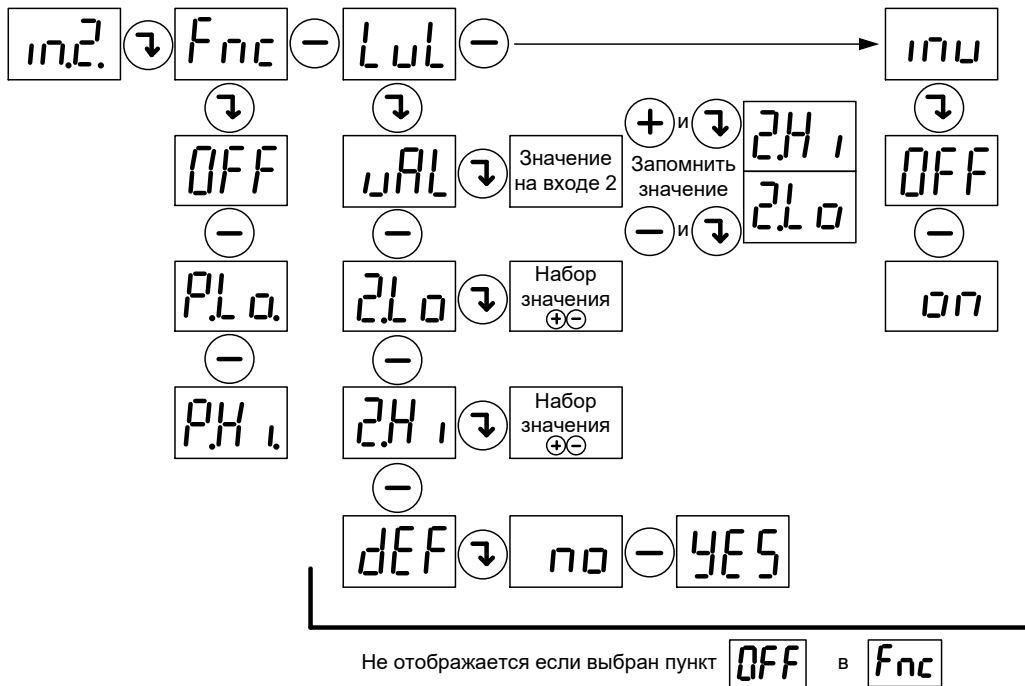 in.2. Fnc LuL inu
OFF uAL Значение на входе 2 + и 2.Hi OFF
Запомнить значение
− и 2.Lo
P.Lo. 2.Lo Набор значения + − on
P.Hi. 2.Hi Набор значения + −
dEF no YES
Не отображается если выбран пункт OFF в Fnc